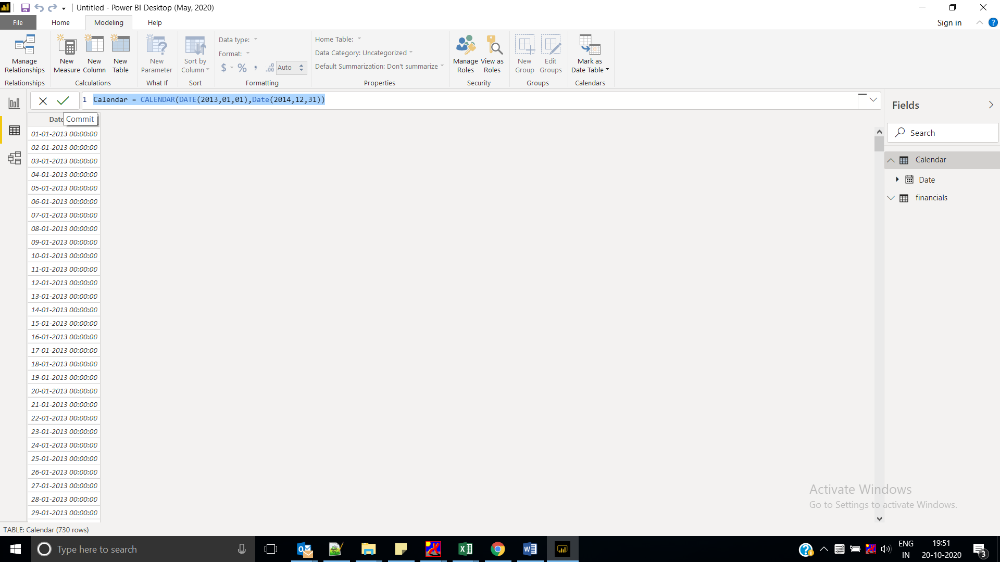 Untitled - Power BI Desktop (May, 2020)
File Home Modeling Help Sign in
Manage Relationships
New Measure
New Column
New Table
New Parameter
Sort by Column
Data type:
Format:
$ % , .00 Auto
Home Table:
Data Category: Uncategorized
Default Summarization: Don't summarize
Manage Roles
View as Roles
New Group
Edit Groups
Mark as Date Table
Relationships Calculations What If Sort Formatting Properties Security Groups Calendars
1 Calendar = CALENDAR(DATE(2013,01,01),Date(2014,12,31))
Date
Commit
01-01-2013 00:00:00
02-01-2013 00:00:00
03-01-2013 00:00:00
04-01-2013 00:00:00
05-01-2013 00:00:00
06-01-2013 00:00:00
07-01-2013 00:00:00
08-01-2013 00:00:00
09-01-2013 00:00:00
10-01-2013 00:00:00
11-01-2013 00:00:00
12-01-2013 00:00:00
13-01-2013 00:00:00
14-01-2013 00:00:00
15-01-2013 00:00:00
16-01-2013 00:00:00
17-01-2013 00:00:00
18-01-2013 00:00:00
19-01-2013 00:00:00
20-01-2013 00:00:00
21-01-2013 00:00:00
22-01-2013 00:00:00
23-01-2013 00:00:00
24-01-2013 00:00:00
25-01-2013 00:00:00
26-01-2013 00:00:00
27-01-2013 00:00:00
28-01-2013 00:00:00
29-01-2013 00:00:00
Fields
Search
Calendar
Date
financials
Activate Windows
Go to Settings to activate Windows.
TABLE: Calendar (730 rows)
Type here to search
ENG
IN
19:51
20-10-2020
3